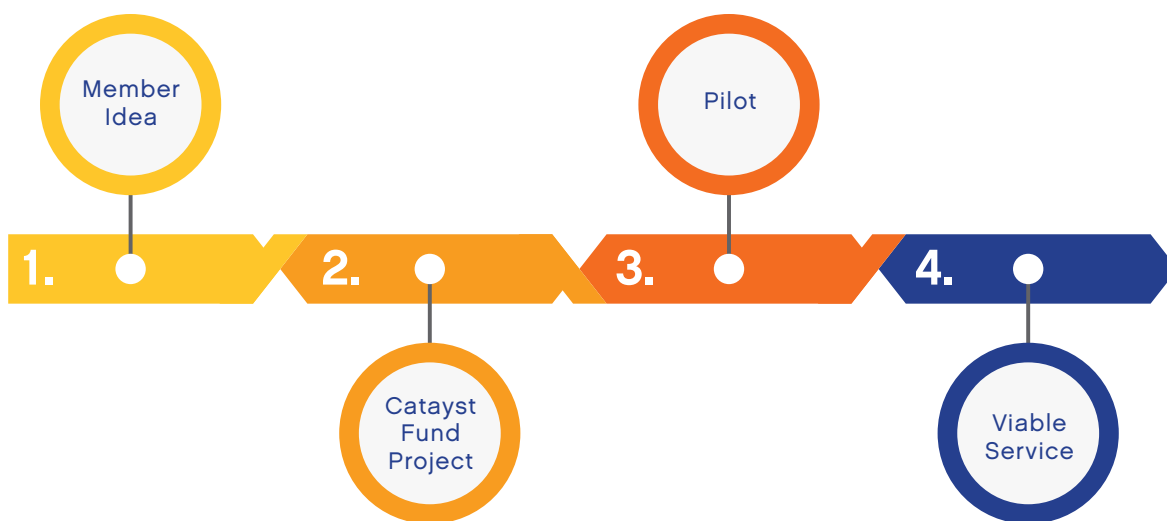 Member
Idea
Pilot
1.
2.
3.
4.
Catayst
Fund
Project
Viable
Service